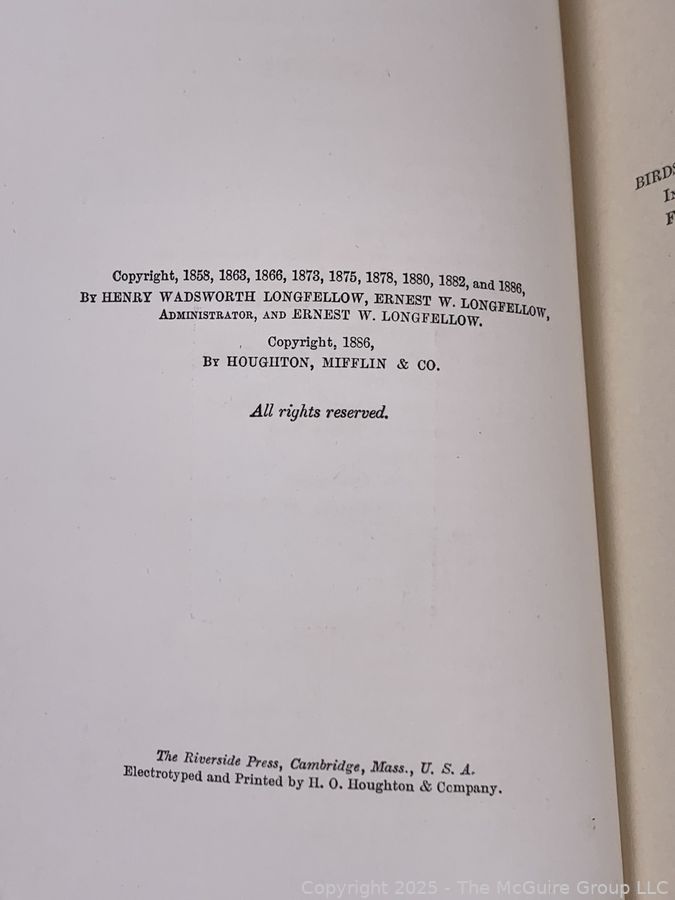 Copyright, 1858, 1863, 1866, 1873, 1875, 1878, 1880, 1882, and 1886,
BY HENRY WADSWORTH LONGFELLOW, ERNEST W. LONGFELLOW,
ADMINISTRATOR, AND ERNEST W. LONGFELLOW.
Copyright, 1886,
BY HOUGHTON, MIFFLIN & CO.
All rights reserved.
The Riverside Press, Cambridge, Mass., U. S. A.
Electrotyped and Printed by H. O. Houghton & Company.
BIRDS
Copyright 2025 - The McGuire Group LLC